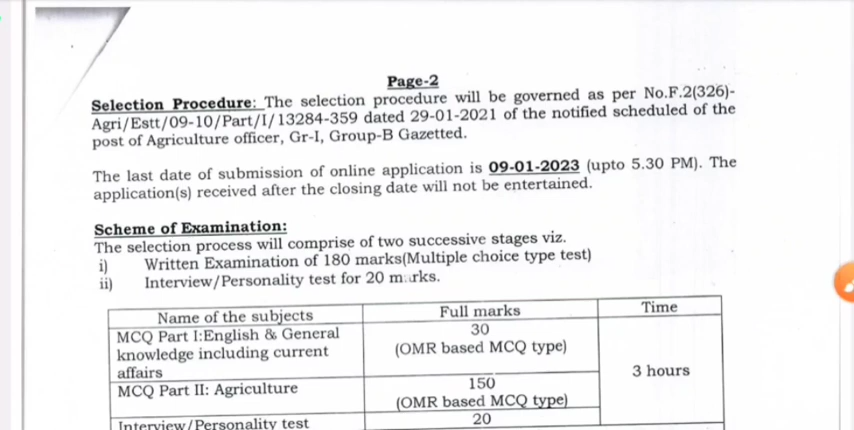 Page-2
Selection Procedure: The selection procedure will be governed as per No.F.2(326)-
Agri/Estt/09-10/Part/I/13284-359 dated 29-01-2021 of the notified scheduled of the
post of Agriculture officer, Gr-I, Group-B Gazetted.
The last date of submission of online application is 09-01-2023 (upto 5.30 PM). The
application(s) received after the closing date will not be entertained.
Scheme of Examination:
The selection process will comprise of two successive stages viz.
i) Written Examination of 180 marks(Multiple choice type test)
ii) Interview/Personality test for 20 marks.
Name of the subjects Full marks Time
MCQ Part I:English & General
knowledge including current
affairs
30
(OMR based MCQ type)
3 hours
MCQ Part II: Agriculture
150
(OMR based MCQ type)
Interview/Personality test 20